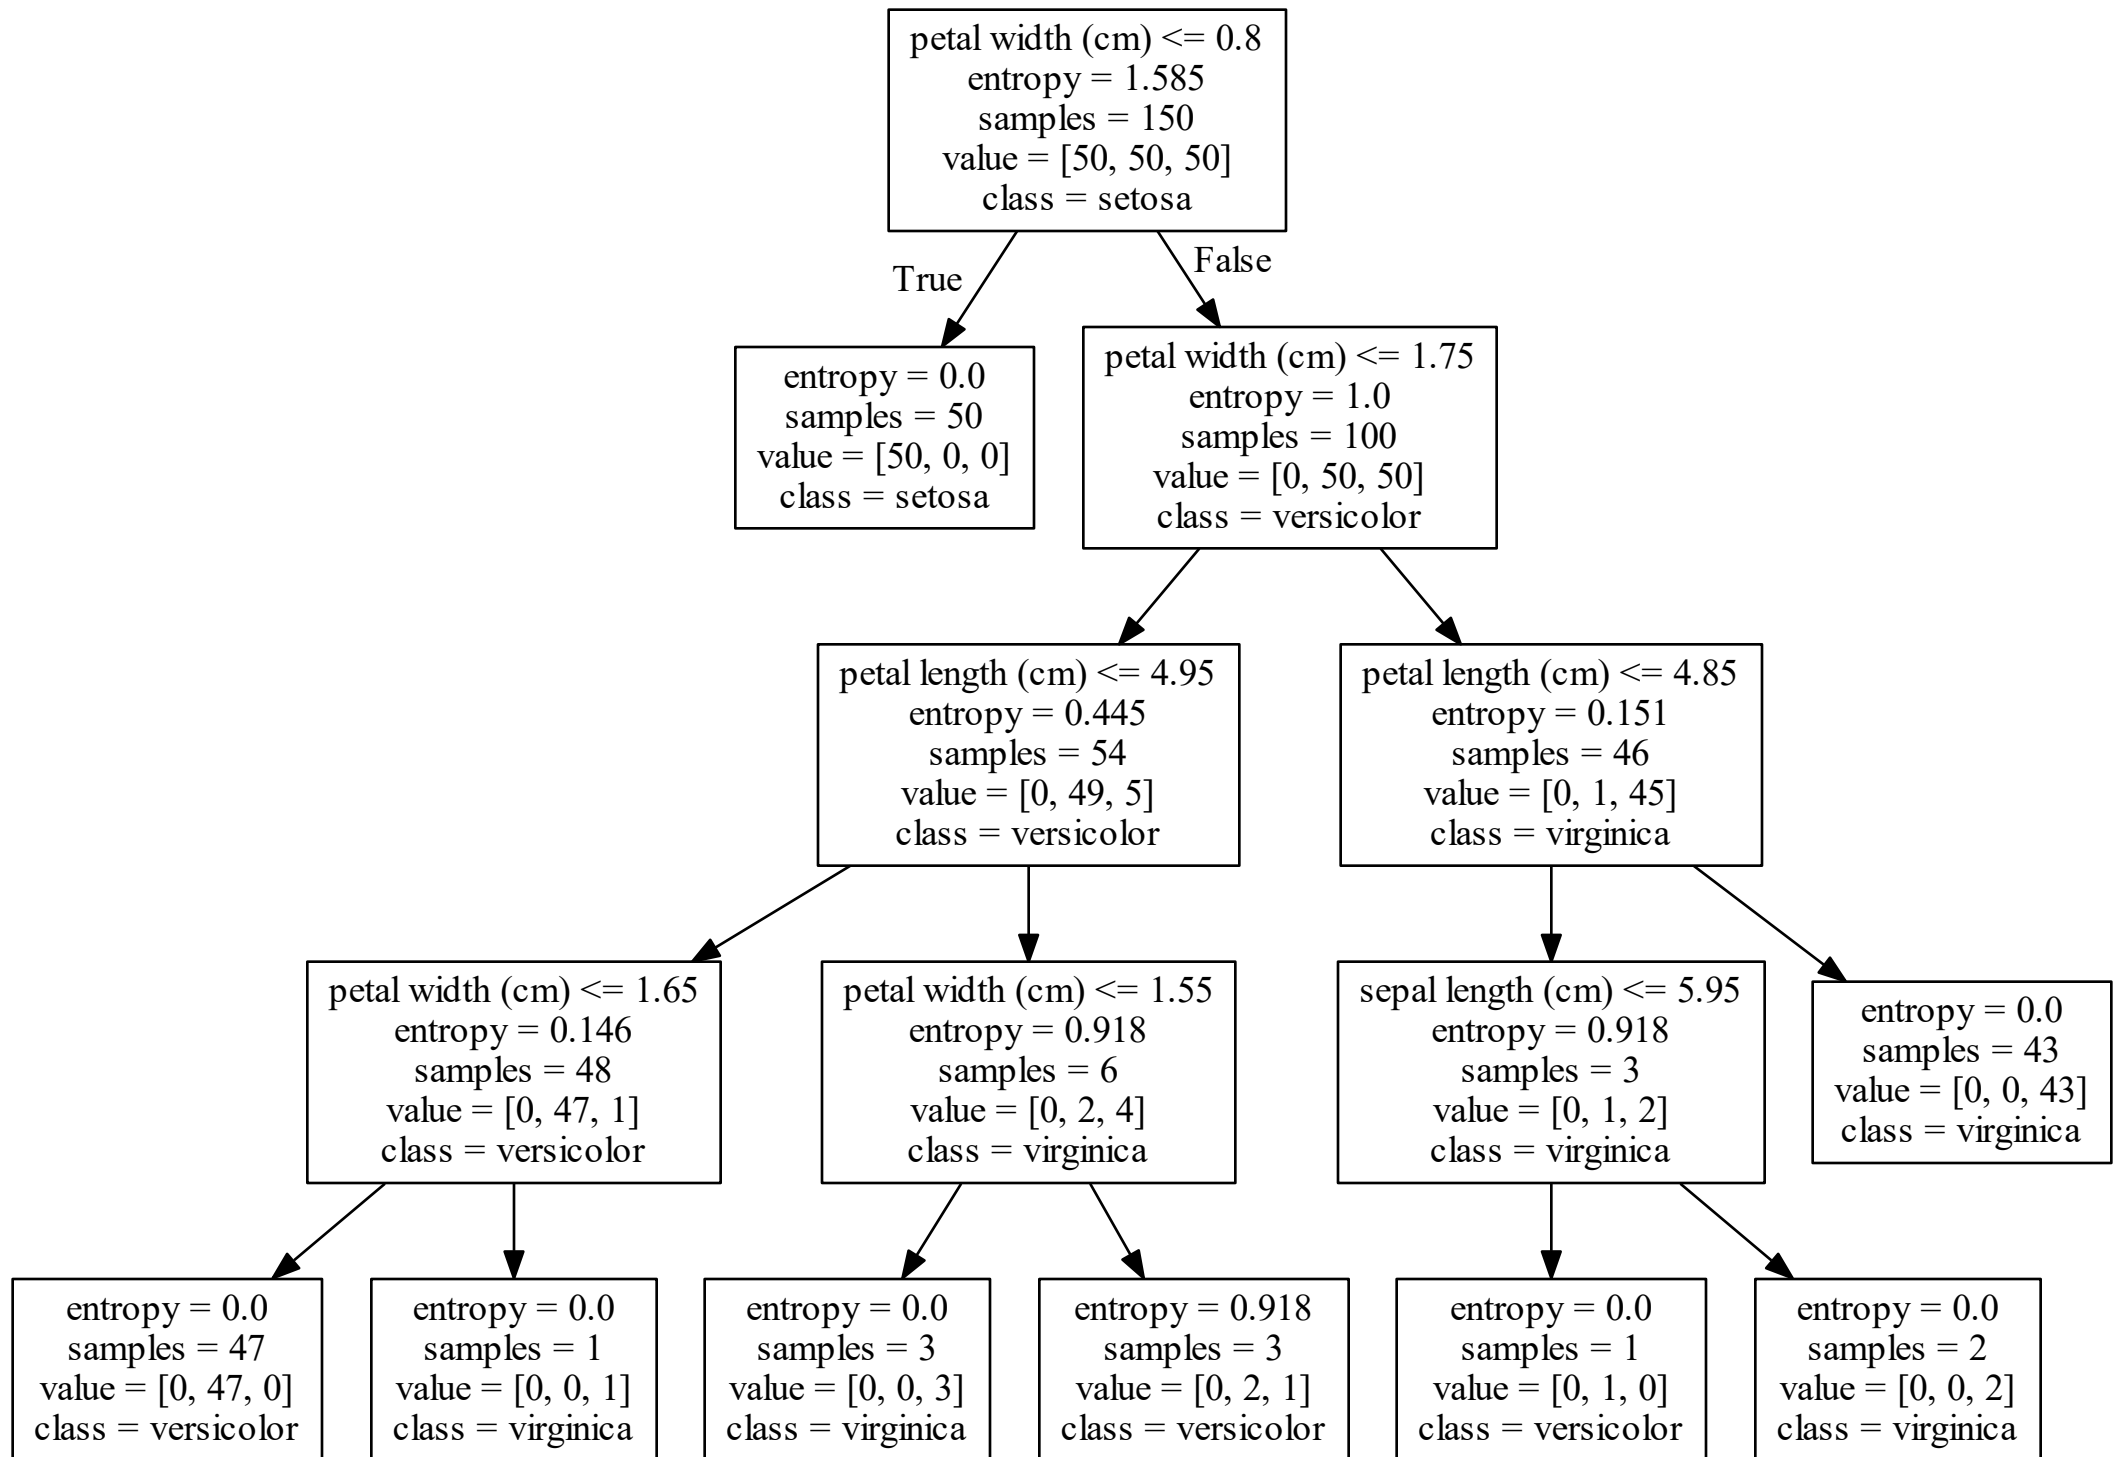 petal width (cm) <= 0.8
entropy = 1.585
samples = 150
value = [50, 50, 50]
class = setosa
True
False
entropy = 0.0
samples = 50
value = [50, 0, 0]
class = setosa
petal width (cm) <= 1.75
entropy = 1.0
samples = 100
value = [0, 50, 50]
class = versicolor
petal length (cm) <= 4.95
entropy = 0.445
samples = 54
value = [0, 49, 5]
class = versicolor
petal length (cm) <= 4.85
entropy = 0.151
samples = 46
value = [0, 1, 45]
class = virginica
petal width (cm) <= 1.65
entropy = 0.146
samples = 48
value = [0, 47, 1]
class = versicolor
petal width (cm) <= 1.55
entropy = 0.918
samples = 6
value = [0, 2, 4]
class = virginica
sepal length (cm) <= 5.95
entropy = 0.918
samples = 3
value = [0, 1, 2]
class = virginica
entropy = 0.0
samples = 43
value = [0, 0, 43]
class = virginica
entropy = 0.0
samples = 47
value = [0, 47, 0]
class = versicolor
entropy = 0.0
samples = 1
value = [0, 0, 1]
class = virginica
entropy = 0.0
samples = 3
value = [0, 0, 3]
class = virginica
entropy = 0.918
samples = 3
value = [0, 2, 1]
class = versicolor
entropy = 0.0
samples = 1
value = [0, 1, 0]
class = versicolor
entropy = 0.0
samples = 2
value = [0, 0, 2]
class = virginica